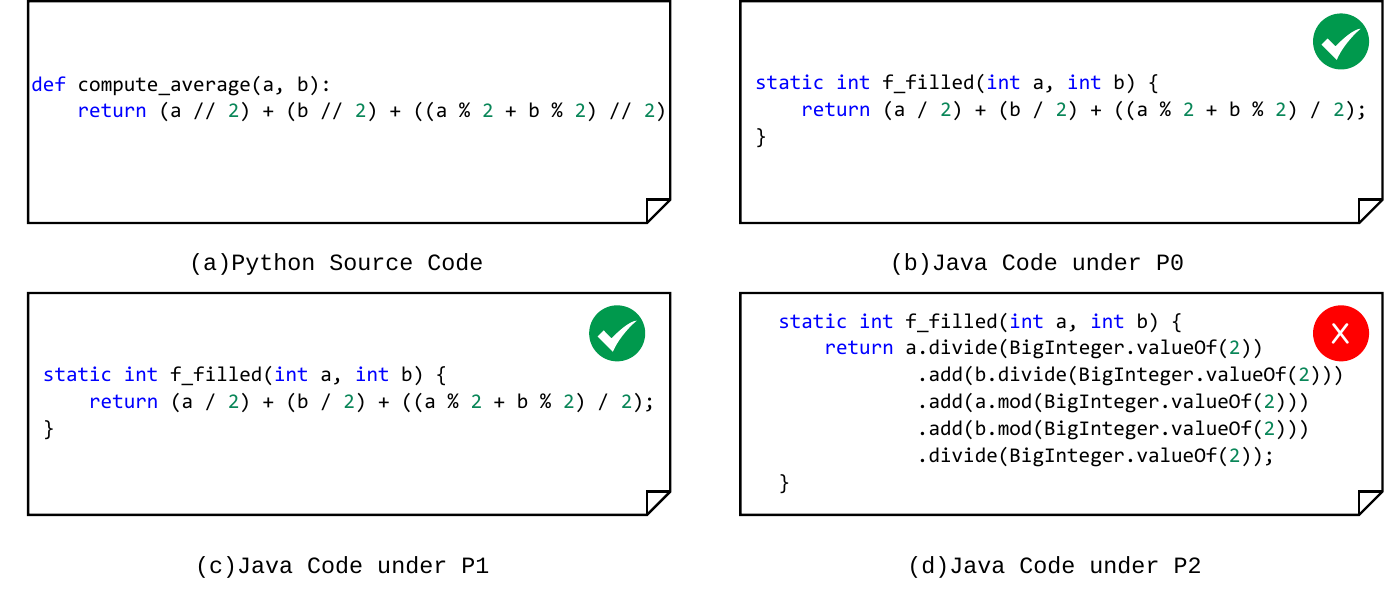 def compute_average(a, b):
    return (a // 2) + (b // 2) + ((a % 2 + b % 2) // 2)
(a)Python Source Code
static int f_filled(int a, int b) {
    return (a / 2) + (b / 2) + ((a % 2 + b % 2) / 2);
}
(b)Java Code under P0
static int f_filled(int a, int b) {
    return (a / 2) + (b / 2) + ((a % 2 + b % 2) / 2);
}
(c)Java Code under P1
static int f_filled(int a, int b) {
    return a.divide(BigInteger.valueOf(2))
            .add(b.divide(BigInteger.valueOf(2)))
            .add(a.mod(BigInteger.valueOf(2)))
            .add(b.mod(BigInteger.valueOf(2)))
            .divide(BigInteger.valueOf(2));
}
X
(d)Java Code under P2